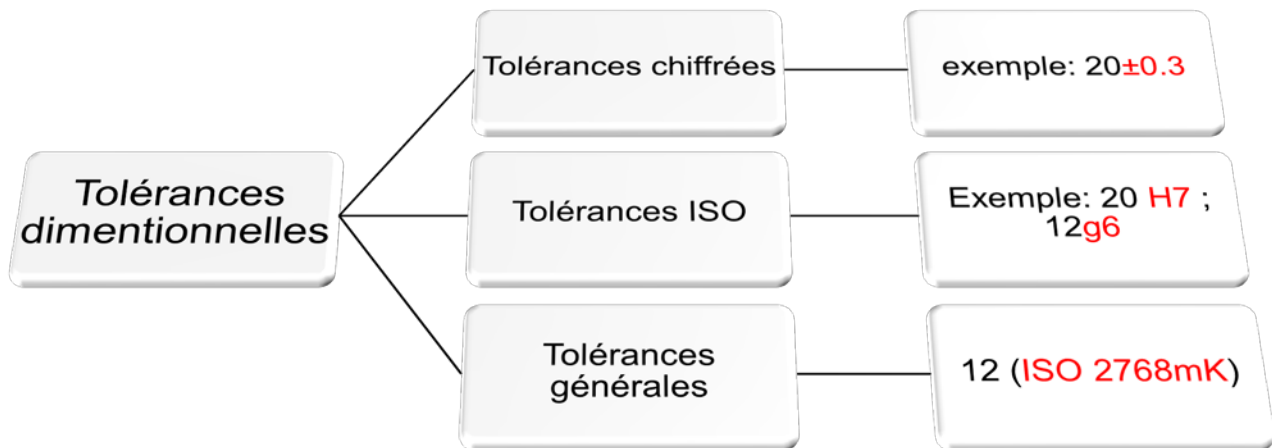 Tolérances chiffrées
exemple: 20±0.3
Tolérances
dimentionnelles
Tolérances ISO
Exemple: 20 H7 ;
12g6
Tolérances
générales
12 (ISO 2768mK)